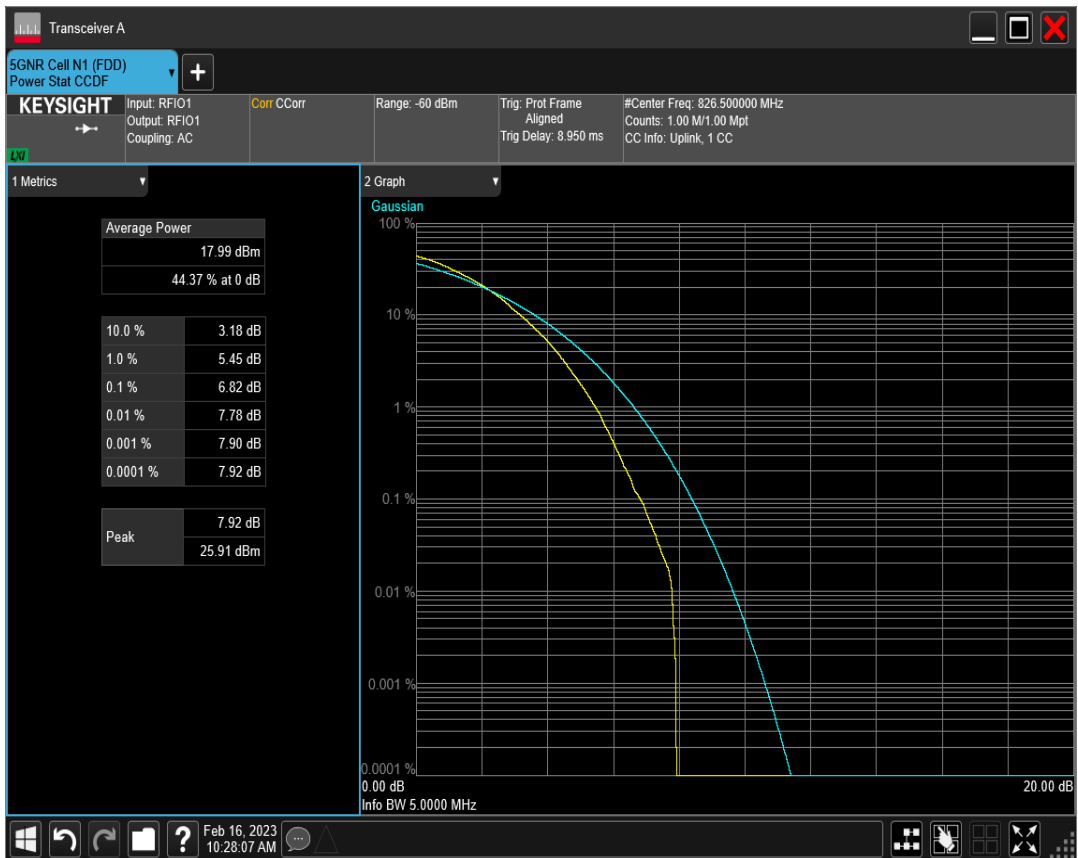 Transceiver A
5GNR Cell N1 (FDD)
Power Stat CCDF
+
KEYSIGHT
LXI
Input: RFIO1
Output: RFIO1
Coupling: AC
Corr CCorr
Range: -60 dBm
Trig: Prot Frame
Aligned
Trig Delay: 8.950 ms
#Center Freq: 826.500000 MHz
Counts: 1.00 M/1.00 Mpt
CC Info: Uplink, 1 CC
1 Metrics
Average Power
17.99 dBm
44.37 % at 0 dB
10.0 % 3.18 dB
1.0 % 5.45 dB
0.1 % 6.82 dB
0.01 % 7.78 dB
0.001 % 7.90 dB
0.0001 % 7.92 dB
Peak
7.92 dB
25.91 dBm
2 Graph
Gaussian
100 %
10 %
1 %
0.1 %
0.01 %
0.001 %
0.0001 %
0.00 dB 20.00 dB
Info BW 5.0000 MHz
?
Feb 16, 2023
10:28:07 AM